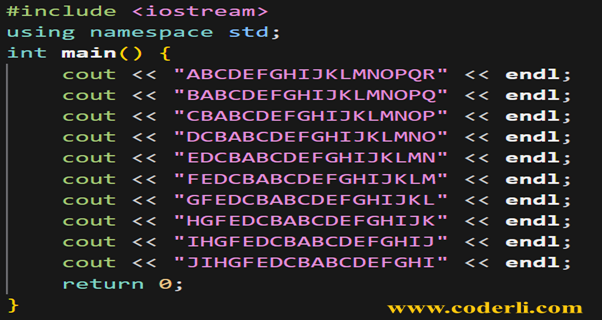 #include <iostream>
using namespace std;
int main() {
    cout << "ABCDEFGHIJKLMNOPQR" << endl;
    cout << "BABCDEFGHIJKLMNOPQ" << endl;
    cout << "CBABCDEFGHIJKLMNOP" << endl;
    cout << "DCBABCDEFGHIJKLMNO" << endl;
    cout << "EDCBABCDEFGHIJKLMN" << endl;
    cout << "FEDCBABCDEFGHIJKLM" << endl;
    cout << "GFEDCBABCDEFGHIJKL" << endl;
    cout << "HGFEDCBABCDEFGHIJK" << endl;
    cout << "IHGFEDCBABCDEFGHIJ" << endl;
    cout << "JIHGFEDCBABCDEFGHI" << endl;
    return 0;
}
www.coderli.com